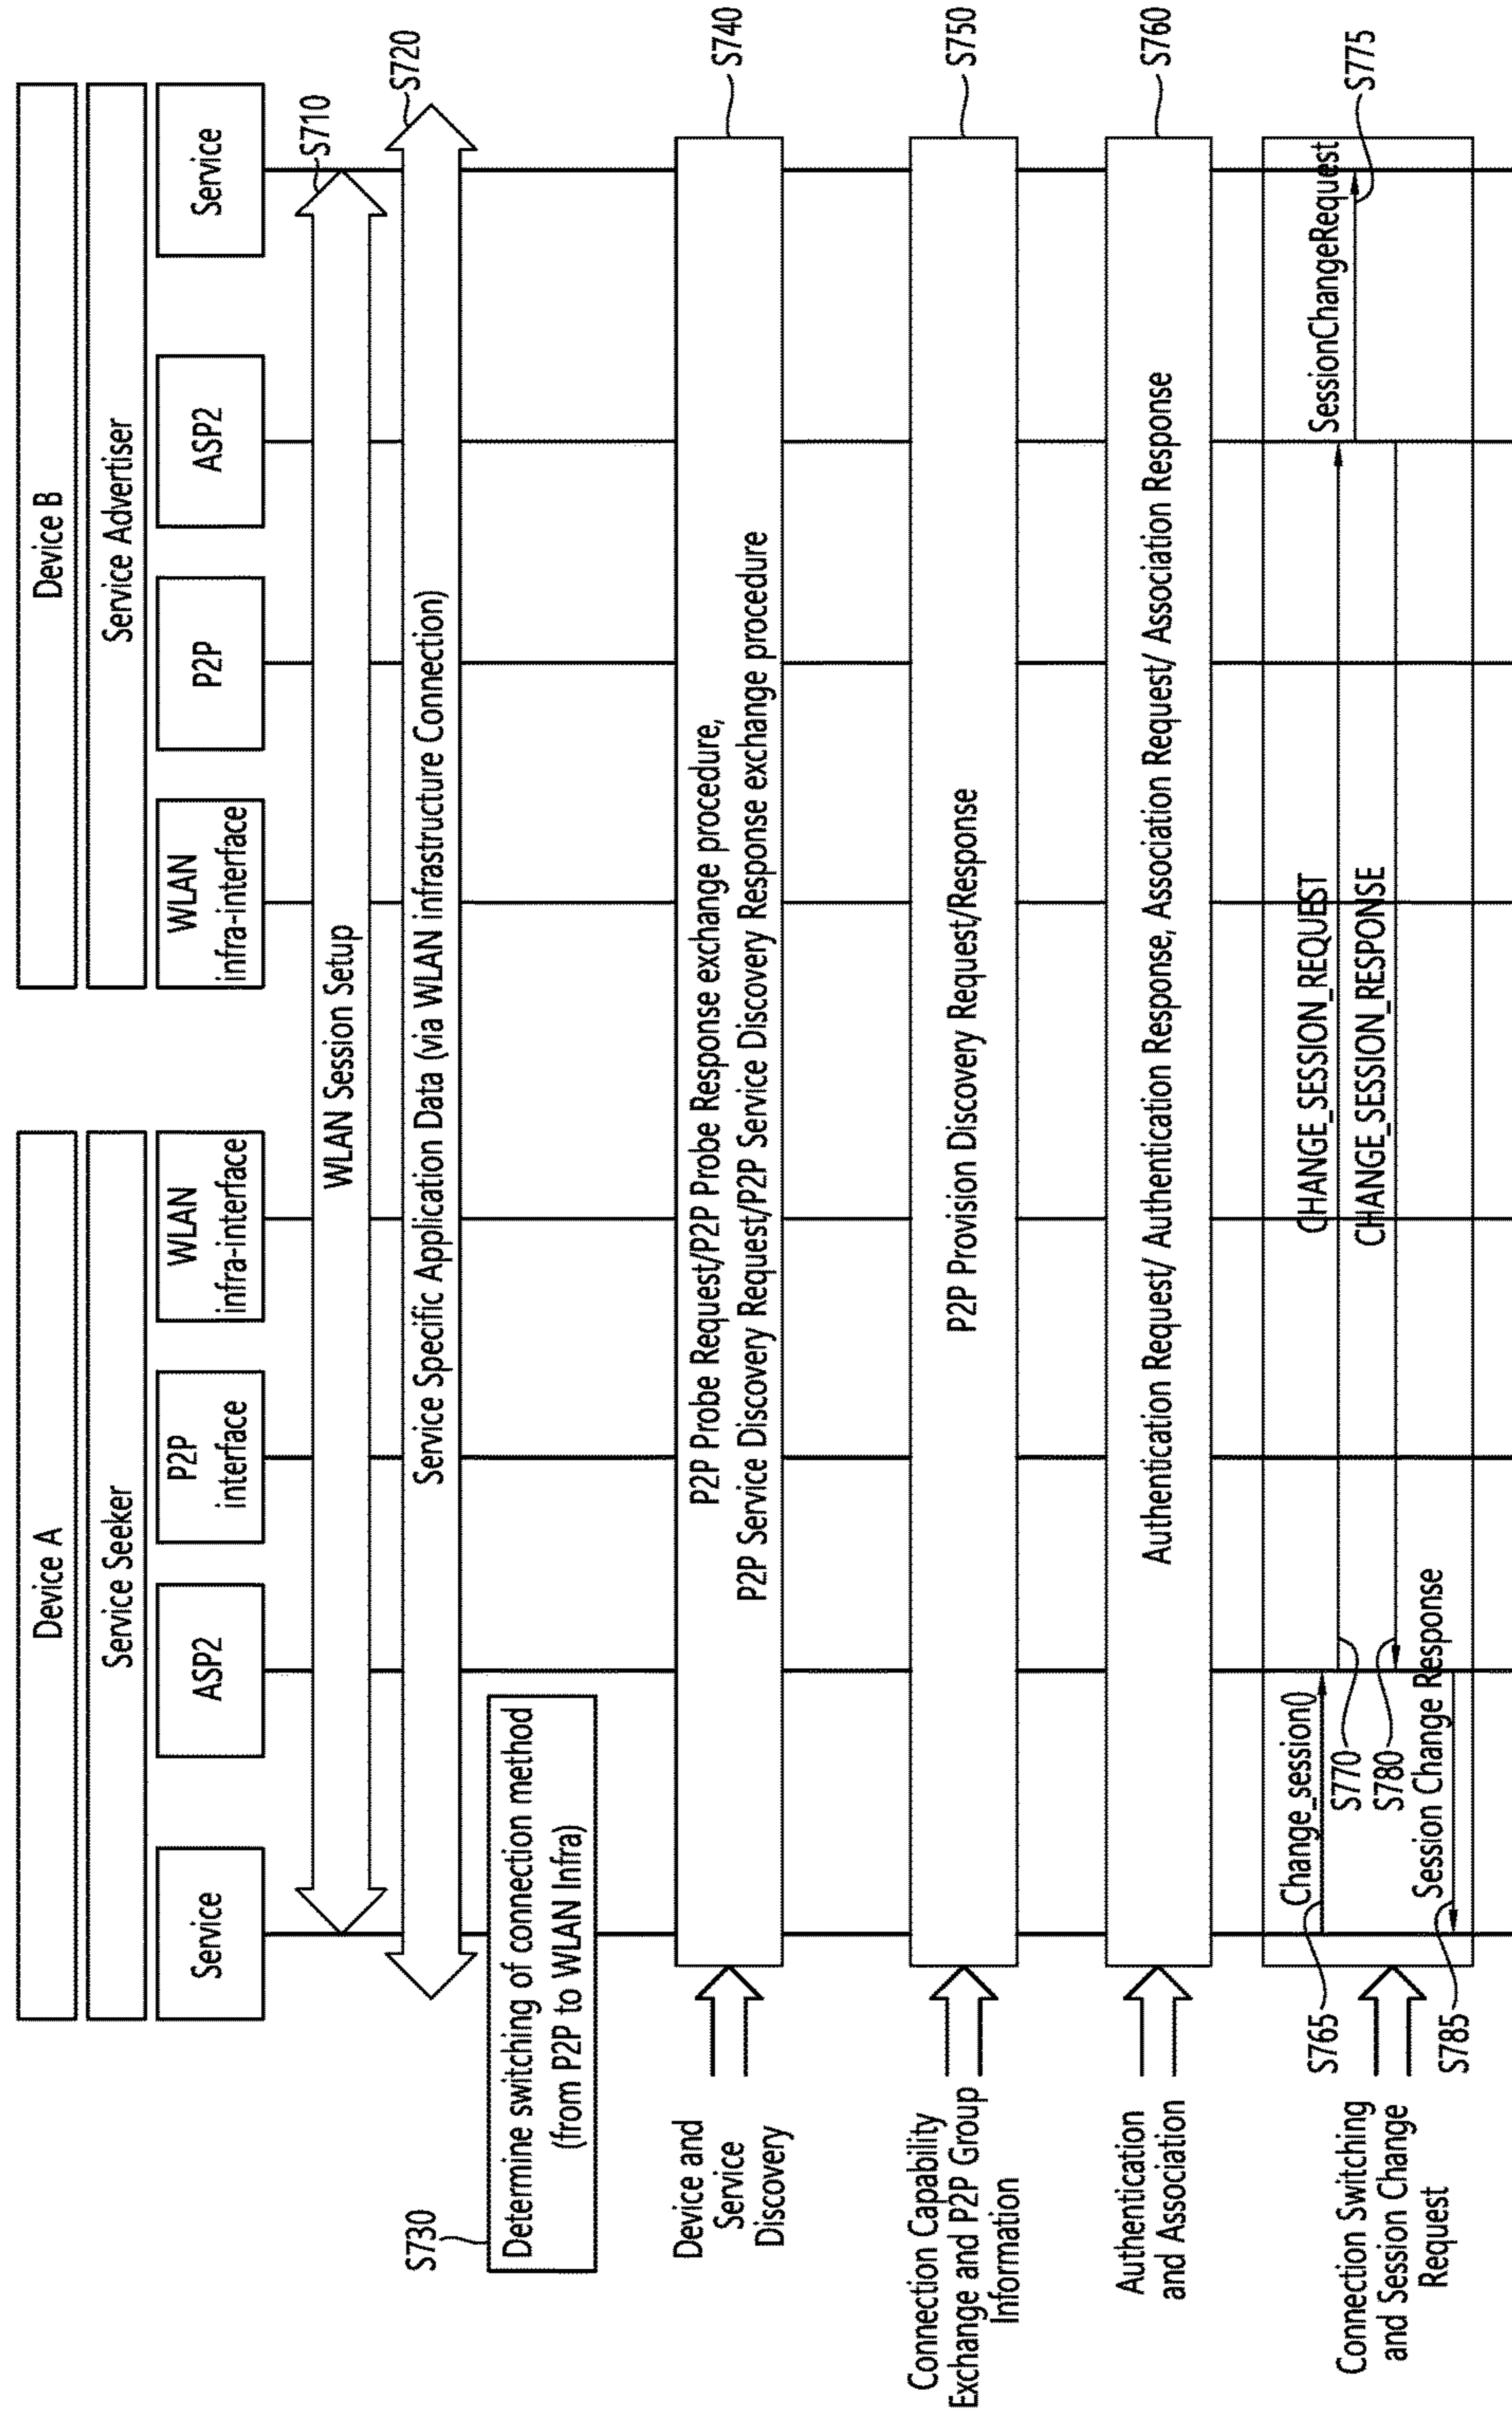 Device A
Device B
Service Seeker
Service Advertiser
Service
ASP2
P2P
interface
WLAN
infra-interface
WLAN
infra-interface
P2P
ASP2
Service
S710
WLAN Session Setup
S720
Service Specific Application Data (via WLAN infrastructure Connection)
S730
Determine switching of connection method
(from P2P to WLAN Infra)
Device and
Service
Discovery
P2P Probe Request/P2P Probe Response exchange procedure,
P2P Service Discovery Request/P2P Service Discovery Response exchange procedure
S740
Connection Capability
Exchange and P2P Group
Information
P2P Provision Discovery Request/Response
S750
Authentication
and Association
Authentication Request/ Authentication Response, Association Request/ Association Response
S760
Connection Switching
and Session Change
Request
S765
Change_session()
S770
CHANGE_SESSION_REQUEST
SessionChangeRequest
S775
S780
CHANGE_SESSION_RESPONSE
S785
Session Change Response